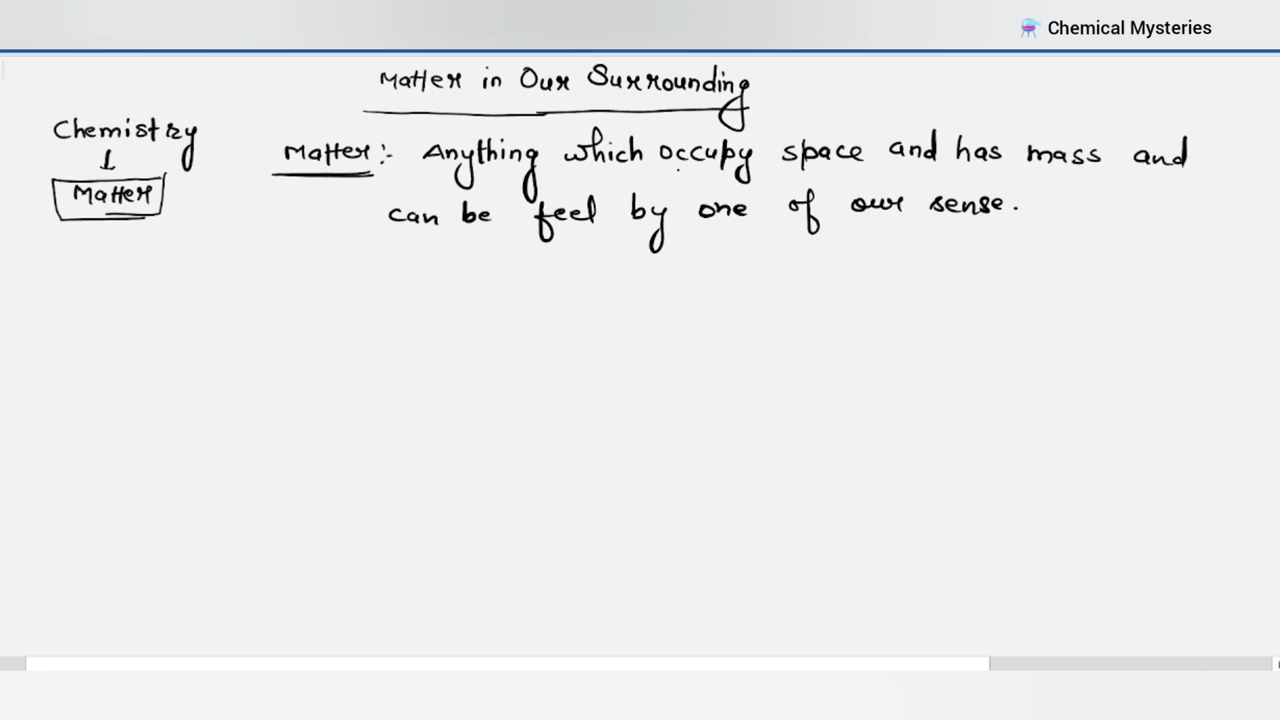 Chemical Mysteries
Matter in Our Surrounding
Chemistry
Matter
Matter :- Anything which occupy space and has mass and
can be feel by one of our sense.